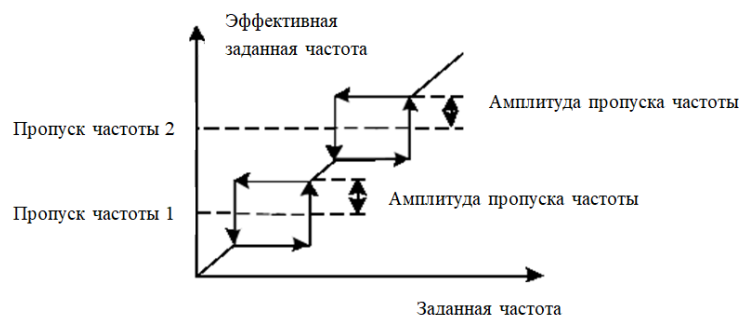 Эффективная
заданная частота
Амплитуда пропуска частоты
Пропуск частоты 2
Амплитуда пропуска частоты
Пропуск частоты 1
Заданная частота